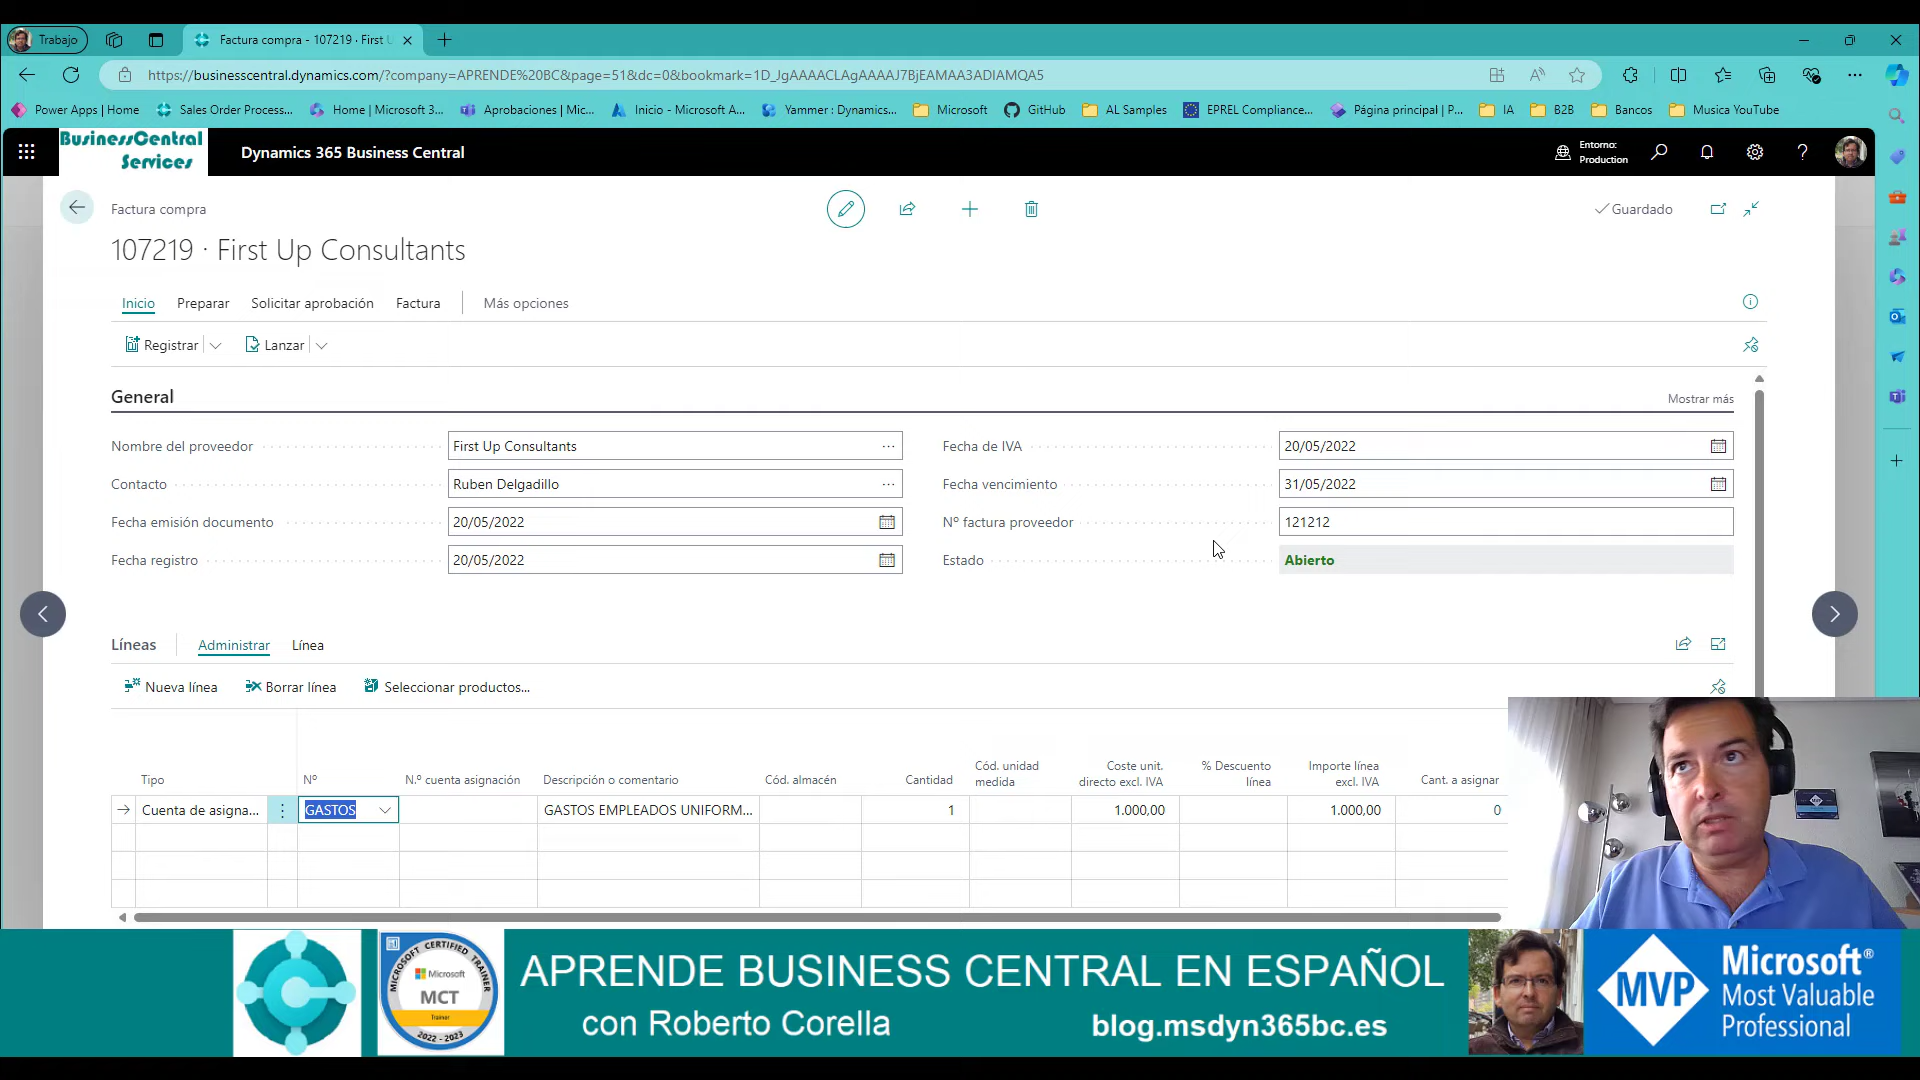 Trabajo
Factura compra - 107219 · First U
https://businesscentral.dynamics.com/?company=APRENDE%20BC&page=51&dc=0&bookmark=1D_JgAAAACLAgAAAAJ7BjEAMAA3ADIAMQA5
Power Apps | Home
Sales Order Process...
Home | Microsoft 3...
Aprobaciones | Mic...
Inicio - Microsoft A...
Yammer : Dynamics...
Microsoft
GitHub
AL Samples
EPREL Compliance...
Página principal | P...
IA
B2B
Bancos
Musica YouTube
BusinessCentral
Services
Dynamics 365 Business Central
Entorno:
Production
Factura compra
Guardado
107219 · First Up Consultants
Inicio
Preparar
Solicitar aprobación
Factura
Más opciones
Registrar
Lanzar
General
Mostrar más
Nombre del proveedor
First Up Consultants
Fecha de IVA
20/05/2022
Contacto
Ruben Delgadillo
Fecha vencimiento
31/05/2022
Fecha emisión documento
20/05/2022
Nº factura proveedor
121212
Fecha registro
20/05/2022
Estado
Abierto
Líneas
Administrar
Línea
Nueva línea
Borrar línea
Seleccionar productos...
Tipo
Nº
N.º cuenta asignación
Descripción o comentario
Cód. almacén
Cantidad
Cód. unidad
medida
Coste unit.
directo excl. IVA
% Descuento
línea
Importe línea
excl. IVA
Cant. a asignar
Cuenta de asigna...
GASTOS
GASTOS EMPLEADOS UNIFORM...
1
1.000,00
1.000,00
0
MICROSOFT CERTIFIED TRAINER
Microsoft
MCT
Trainer
2022 - 2023
APRENDE BUSINESS CENTRAL EN ESPAÑOL
con Roberto Corella
blog.msdyn365bc.es
MVP
Microsoft®
Most Valuable
Professional